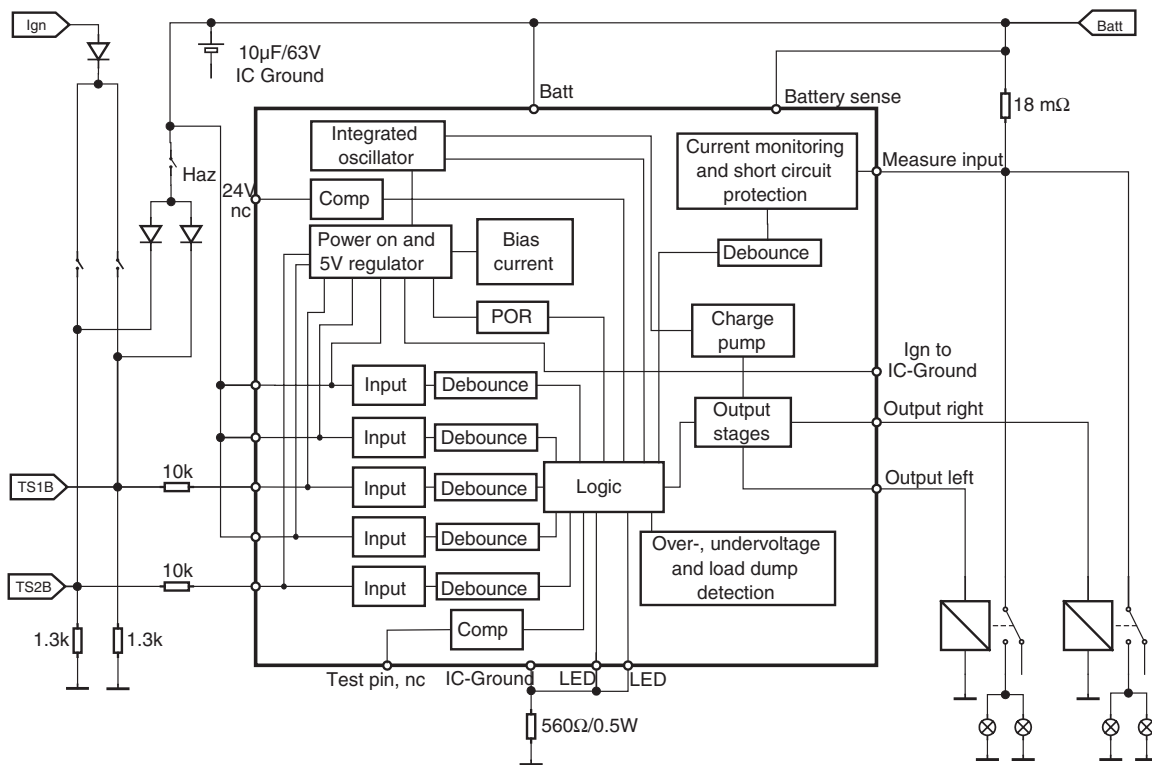 Ign
Batt
10µF/63V
IC Ground
Batt
Battery sense
18 mΩ
Integrated
oscillator
Current monitoring
and short circuit
protection
Measure input
Haz
24V
nc
Comp
Power on and
5V regulator
Bias
current
Debounce
POR
Charge
pump
Ign to
IC-Ground
Input
Debounce
Output
stages
Output right
Input
Debounce
TS1B
10k
Input
Debounce
Logic
Output left
Input
Debounce
Over-, undervoltage
and load dump
detection
TS2B
10k
Input
Debounce
1.3k
1.3k
Comp
Test pin, nc
IC-Ground
LED
LED
560Ω/0.5W